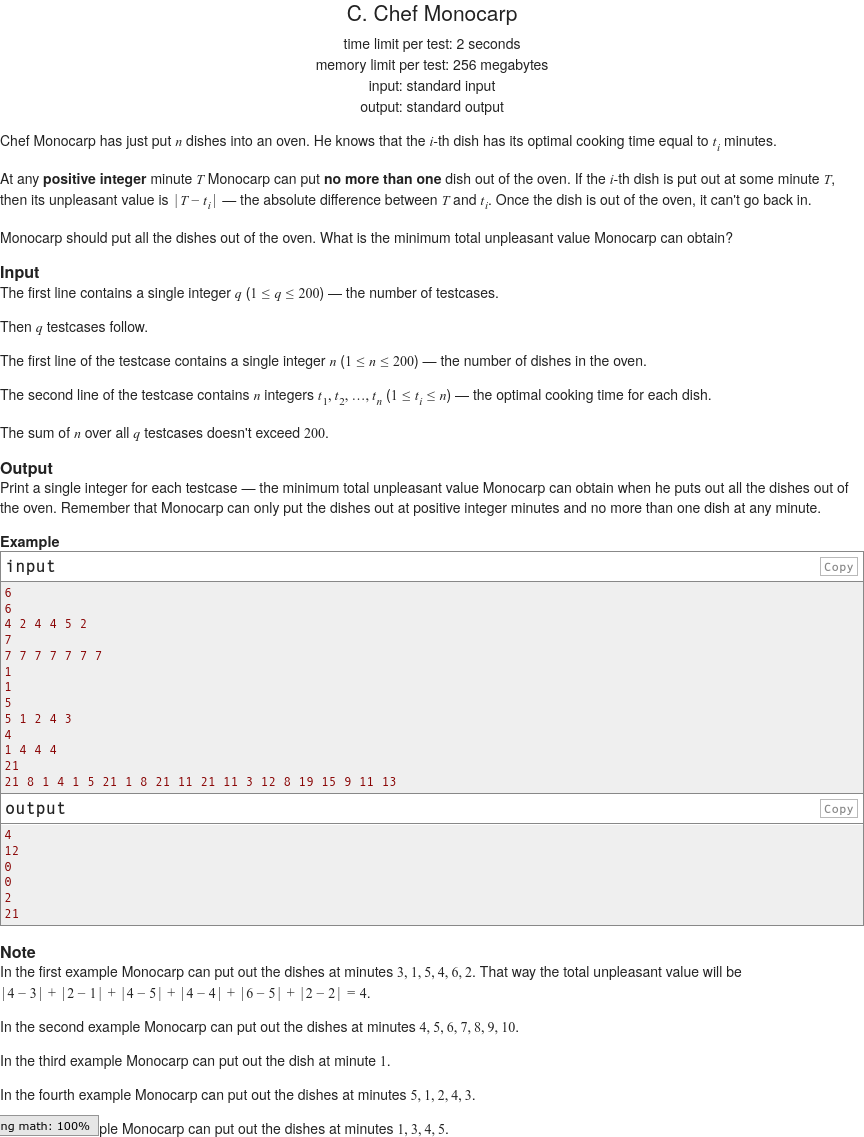 C. Chef Monocarp
time limit per test: 2 seconds
memory limit per test: 256 megabytes
input: standard input
output: standard output
Chef Monocarp has just put n dishes into an oven. He knows that the i-th dish has its optimal cooking time equal to t_i minutes.
At any positive integer minute T Monocarp can put no more than one dish out of the oven. If the i-th dish is put out at some minute T,
then its unpleasant value is |T − t_i| — the absolute difference between T and t_i. Once the dish is out of the oven, it can't go back in.
Monocarp should put all the dishes out of the oven. What is the minimum total unpleasant value Monocarp can obtain?
Input
The first line contains a single integer q (1 ≤ q ≤ 200) — the number of testcases.
Then q testcases follow.
The first line of the testcase contains a single integer n (1 ≤ n ≤ 200) — the number of dishes in the oven.
The second line of the testcase contains n integers t_1, t_2, …, t_n (1 ≤ t_i ≤ n) — the optimal cooking time for each dish.
The sum of n over all q testcases doesn't exceed 200.
Output
Print a single integer for each testcase — the minimum total unpleasant value Monocarp can obtain when he puts out all the dishes out of
the oven. Remember that Monocarp can only put the dishes out at positive integer minutes and no more than one dish at any minute.
Example
input Copy
6
6
4 2 4 4 5 2
7
7 7 7 7 7 7 7
1
1
5
5 1 2 4 3
4
1 4 4 4
21
21 8 1 4 1 5 21 1 8 21 11 21 11 3 12 8 19 15 9 11 13
output Copy
4
12
0
0
2
21
Note
In the first example Monocarp can put out the dishes at minutes 3, 1, 5, 4, 6, 2. That way the total unpleasant value will be
|4 − 3| + |2 − 1| + |4 − 5| + |4 − 4| + |6 − 5| + |2 − 2| = 4.
In the second example Monocarp can put out the dishes at minutes 4, 5, 6, 7, 8, 9, 10.
In the third example Monocarp can put out the dish at minute 1.
In the fourth example Monocarp can put out the dishes at minutes 5, 1, 2, 4, 3.
ng math: 100% ple Monocarp can put out the dishes at minutes 1, 3, 4, 5.